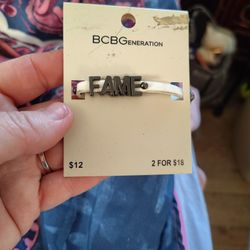 BCBGENERATION
FAME
$12
2 FOR $18